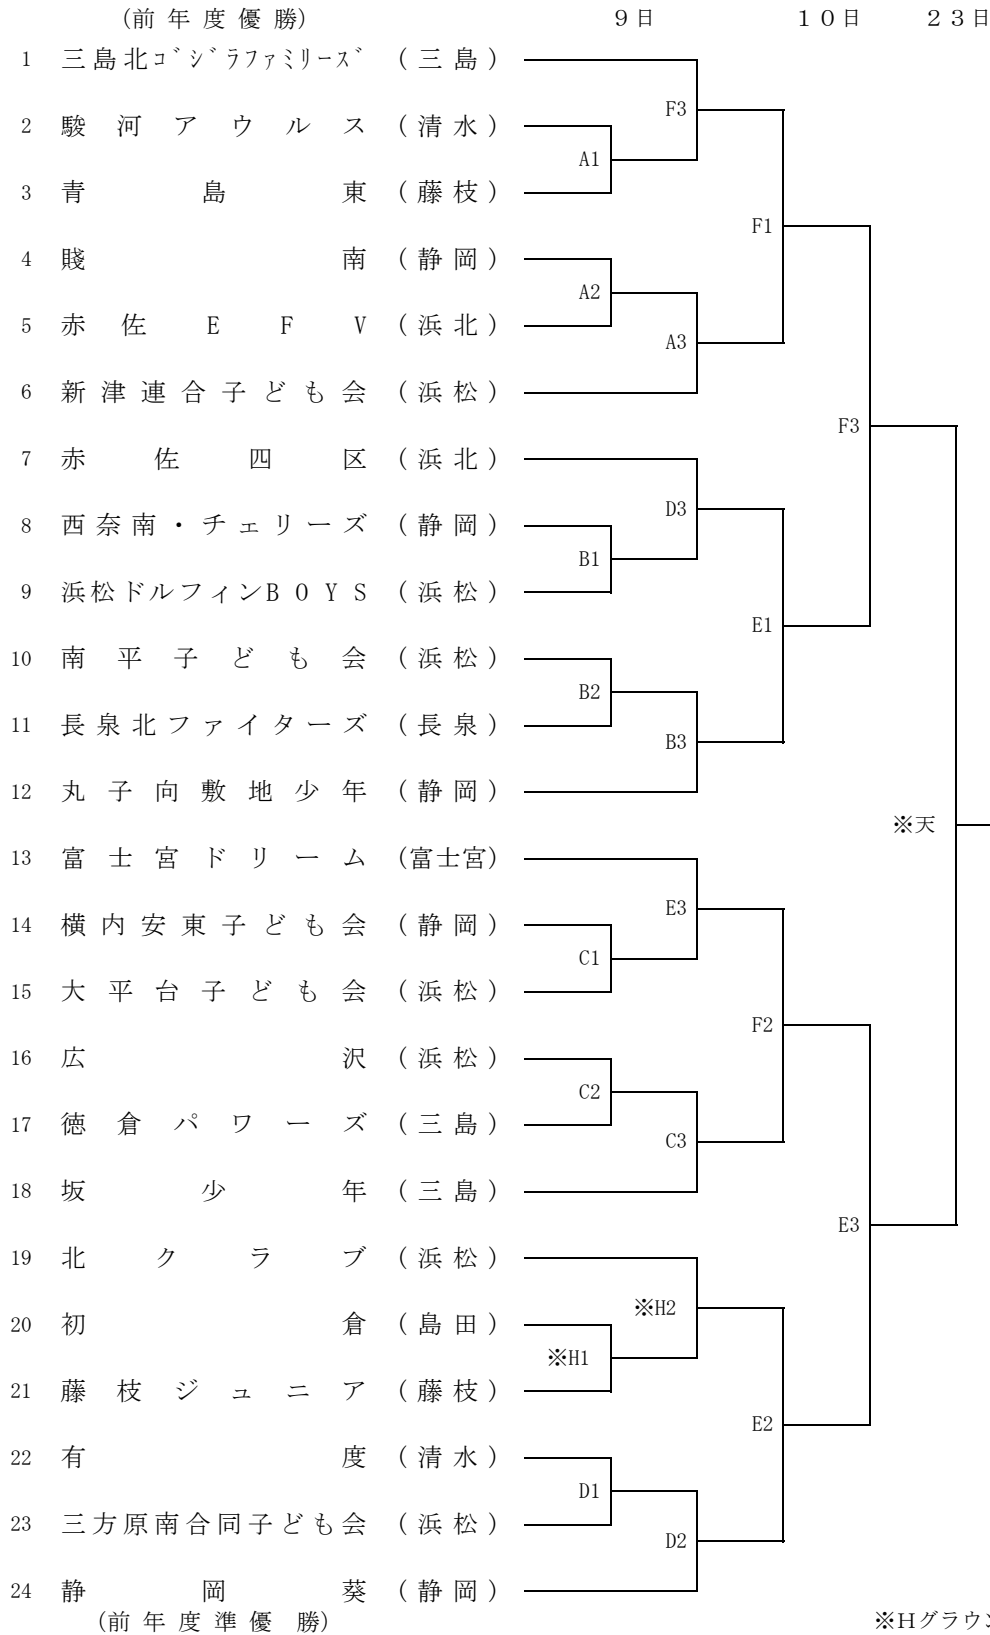 (前年度優勝) 9日 10日 23日
1 三島北ｺﾞｼﾞﾗﾌｧﾐﾘｰｽﾞ (三島)
F3
2 駿河アウルス (清水)
A1
3 青島東 (藤枝)
F1
4 賤南 (静岡)
A2
5 赤佐EFV (浜北)
A3
6 新津連合子ども会 (浜松)
F3
7 赤佐四区 (浜北)
D3
8 西奈南・チェリーズ (静岡)
B1
9 浜松ドルフィンBOYS (浜松)
E1
10 南平子ども会 (浜松)
B2
11 長泉北ファイターズ (長泉)
B3
12 丸子向敷地少年 (静岡)
※天
13 富士宮ドリーム (富士宮)
E3
14 横内安東子ども会 (静岡)
C1
15 大平台子ども会 (浜松)
F2
16 広沢 (浜松)
C2
17 徳倉パワーズ (三島)
C3
18 坂少年 (三島)
E3
19 北クラブ (浜松)
※H2
20 初倉 (島田)
※H1
21 藤枝ジュニア (藤枝)
E2
22 有度 (清水)
D1
23 三方原南合同子ども会 (浜松)
D2
24 静岡葵 (静岡)
(前年度準優勝) ※Hグラウ